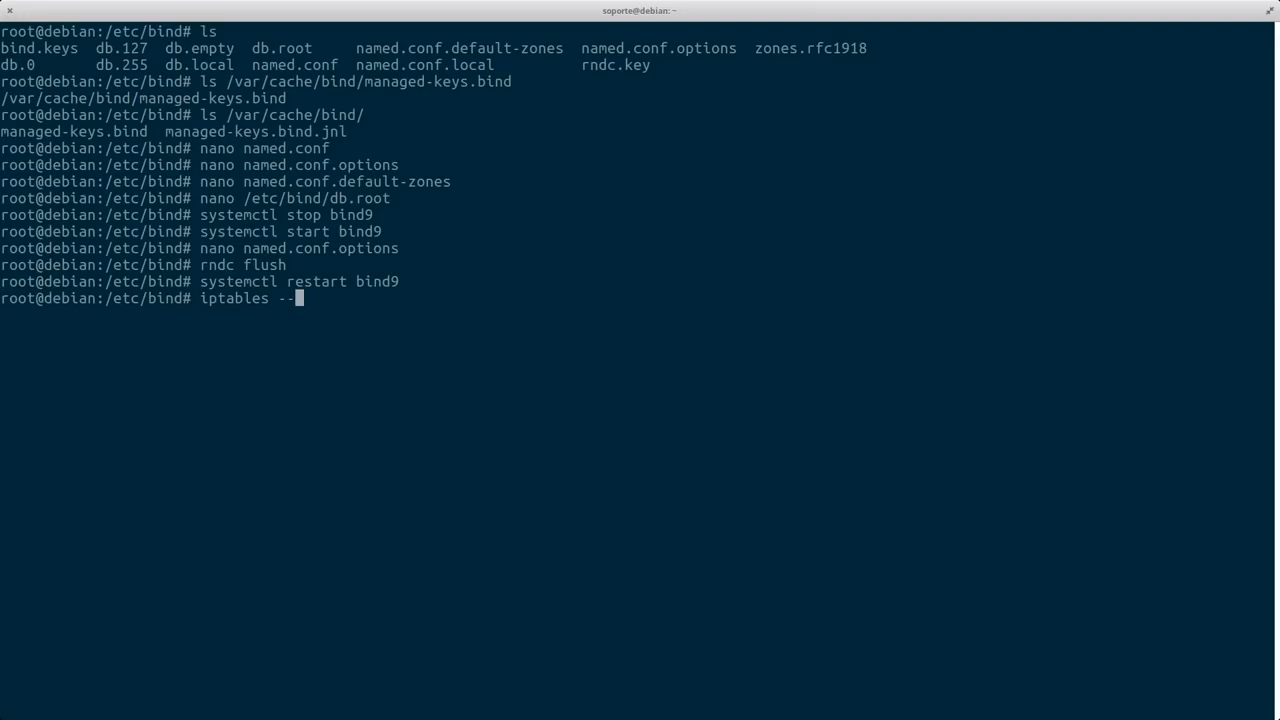 soporte@debian: ~
root@debian:/etc/bind# ls
bind.keys  db.127  db.empty  db.root     named.conf.default-zones  named.conf.options  zones.rfc1918
db.0       db.255  db.local  named.conf  named.conf.local          rndc.key
root@debian:/etc/bind# ls /var/cache/bind/managed-keys.bind
/var/cache/bind/managed-keys.bind
root@debian:/etc/bind# ls /var/cache/bind/
managed-keys.bind  managed-keys.bind.jnl
root@debian:/etc/bind# nano named.conf
root@debian:/etc/bind# nano named.conf.options
root@debian:/etc/bind# nano named.conf.default-zones
root@debian:/etc/bind# nano /etc/bind/db.root
root@debian:/etc/bind# systemctl stop bind9
root@debian:/etc/bind# systemctl start bind9
root@debian:/etc/bind# nano named.conf.options
root@debian:/etc/bind# rndc flush
root@debian:/etc/bind# systemctl restart bind9
root@debian:/etc/bind# iptables --